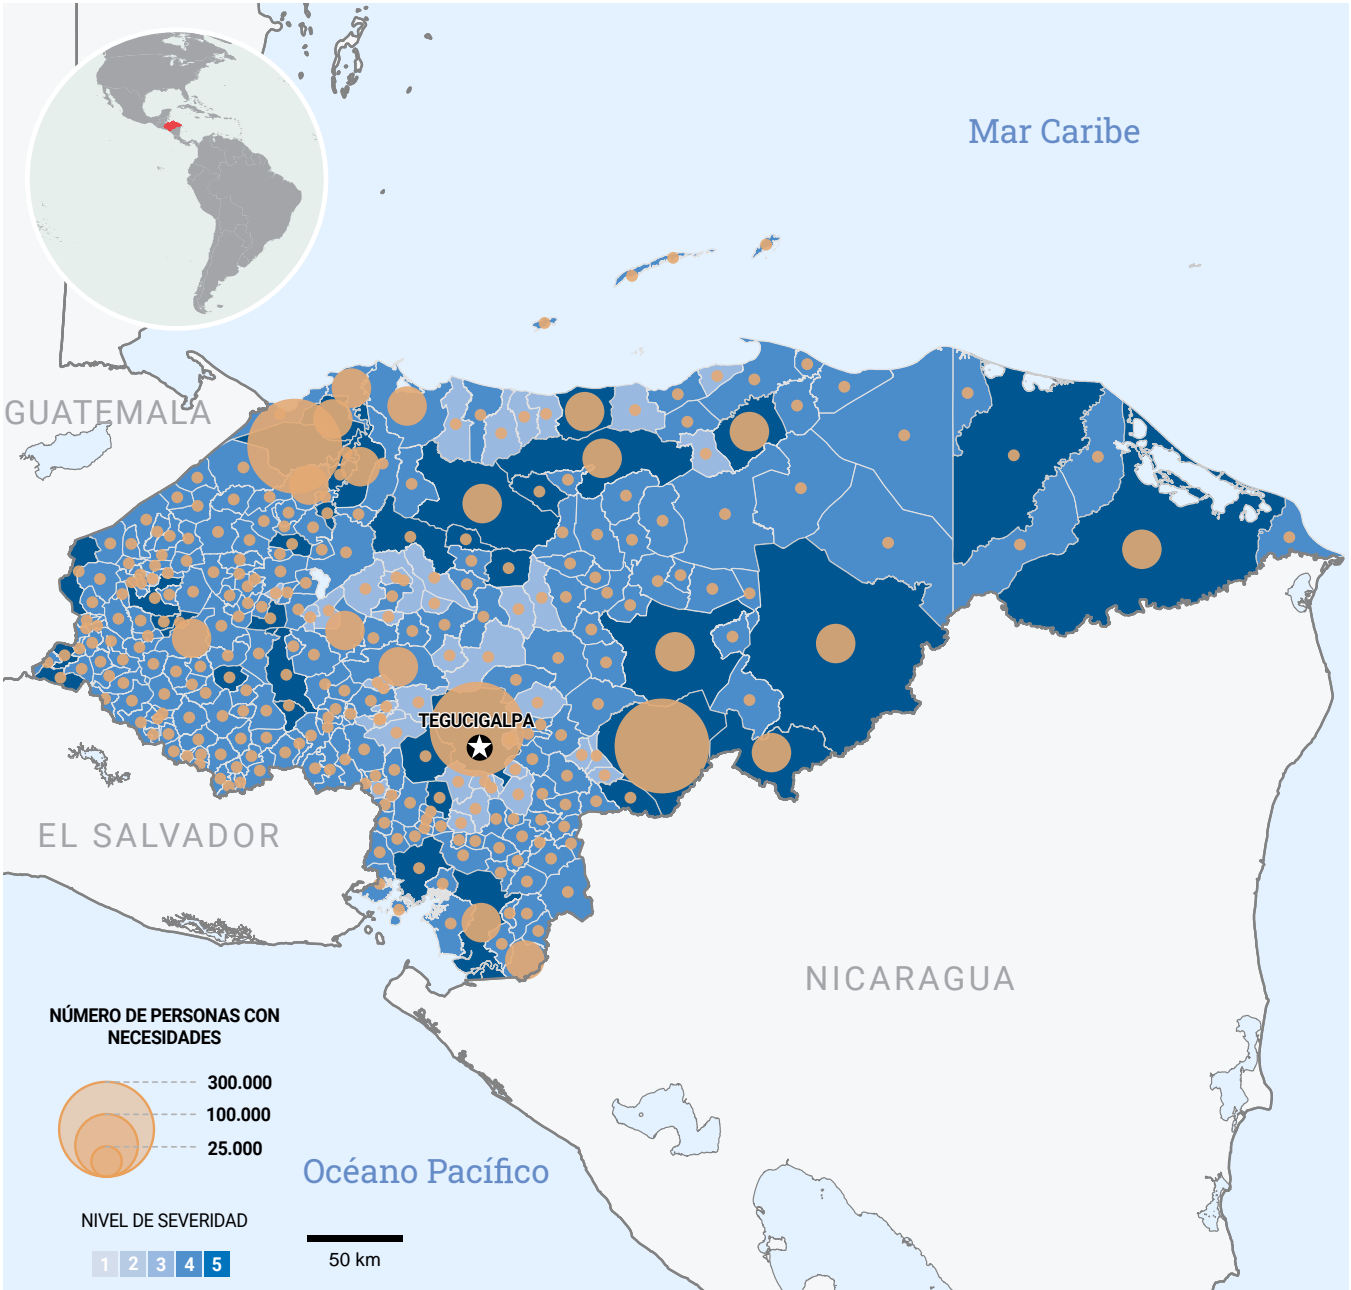 Mar Caribe
GUATEMALA
TEGUCIGALPA
EL SALVADOR
NICARAGUA
NÚMERO DE PERSONAS CON
NECESIDADES
300.000
100.000
25.000
Océano Pacífico
NIVEL DE SEVERIDAD
1 2 3 4 5
50 km